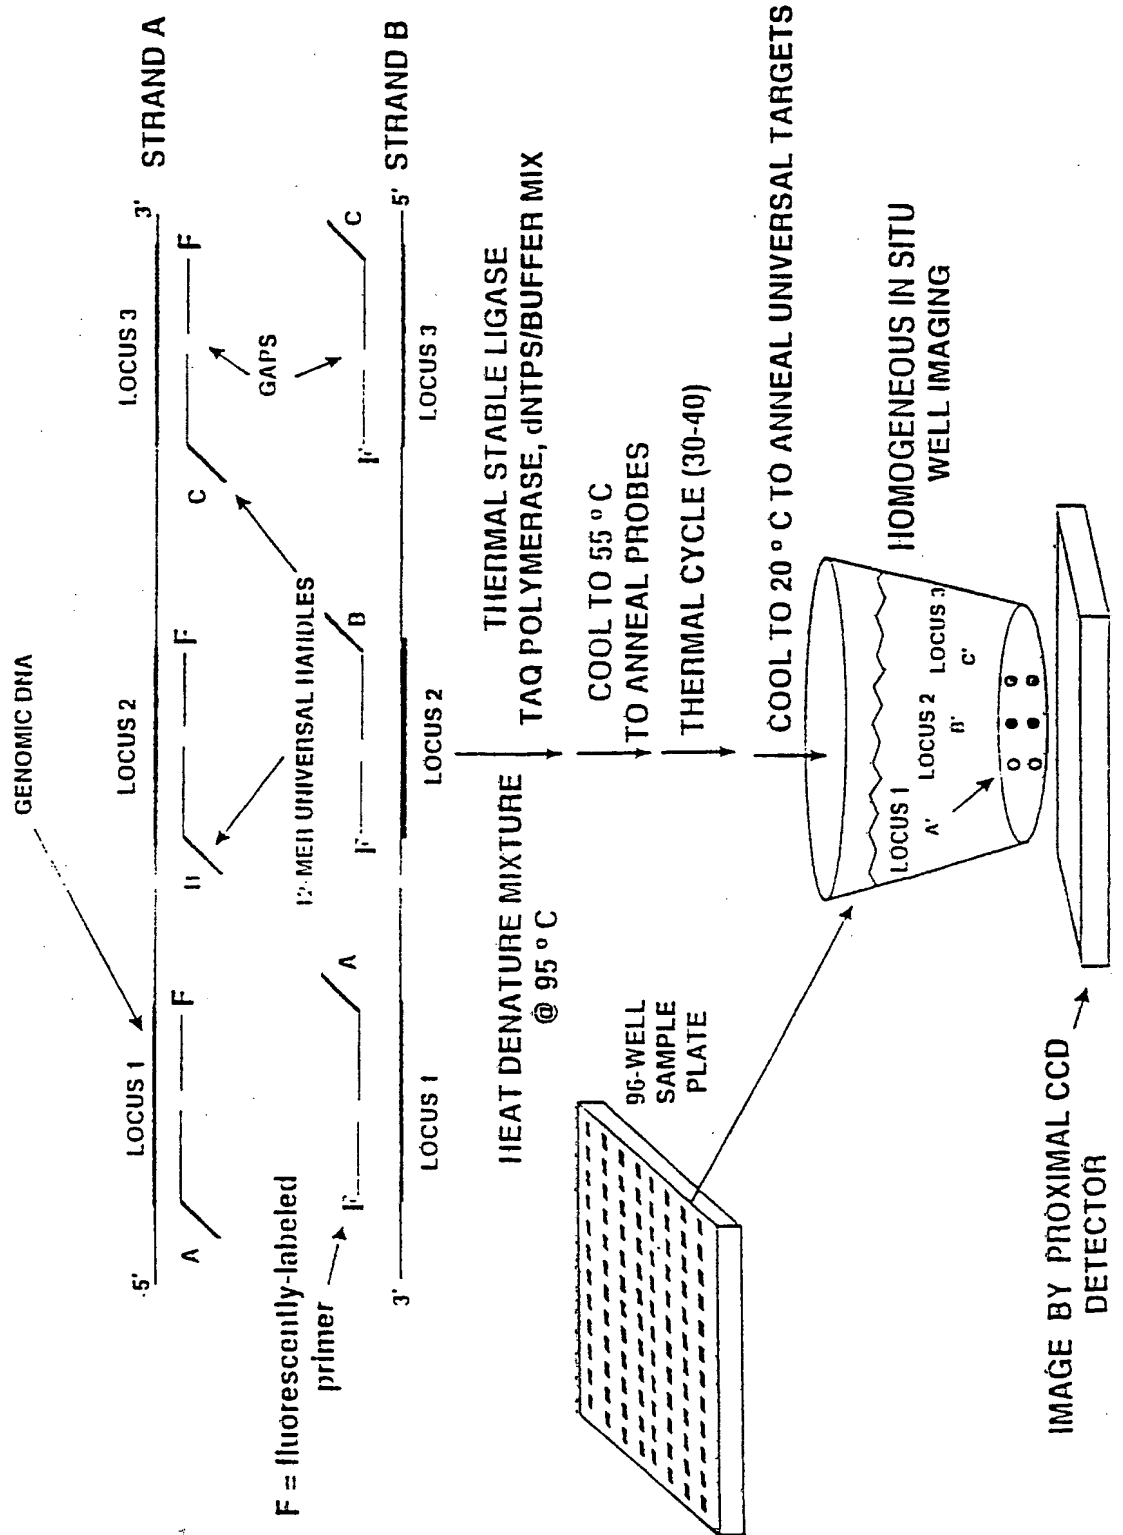 GENOMIC DNA
STRAND A
5'
LOCUS 1
LOCUS 2
LOCUS 3
3'
A
F
F
C
F
GAPS
12-MER UNIVERSAL HANDLES
F = fluorescently-labeled
primer
F
A
F
B
F
C
3'
5'
STRAND B
LOCUS 1
LOCUS 2
LOCUS 3
HEAT DENATURE MIXTURE
@ 95 °C
THERMAL STABLE LIGASE
TAQ POLYMERASE, dNTPS/BUFFER MIX
COOL TO 55 °C
TO ANNEAL PROBES
THERMAL CYCLE (30-40)
COOL TO 20 °C TO ANNEAL UNIVERSAL TARGETS
96-WELL
SAMPLE
PLATE
HOMOGENEOUS IN SITU
WELL IMAGING
LOCUS 1
A'
LOCUS 2
B'
LOCUS 3
C'
IMAGE BY PROXIMAL CCD
DETECTOR